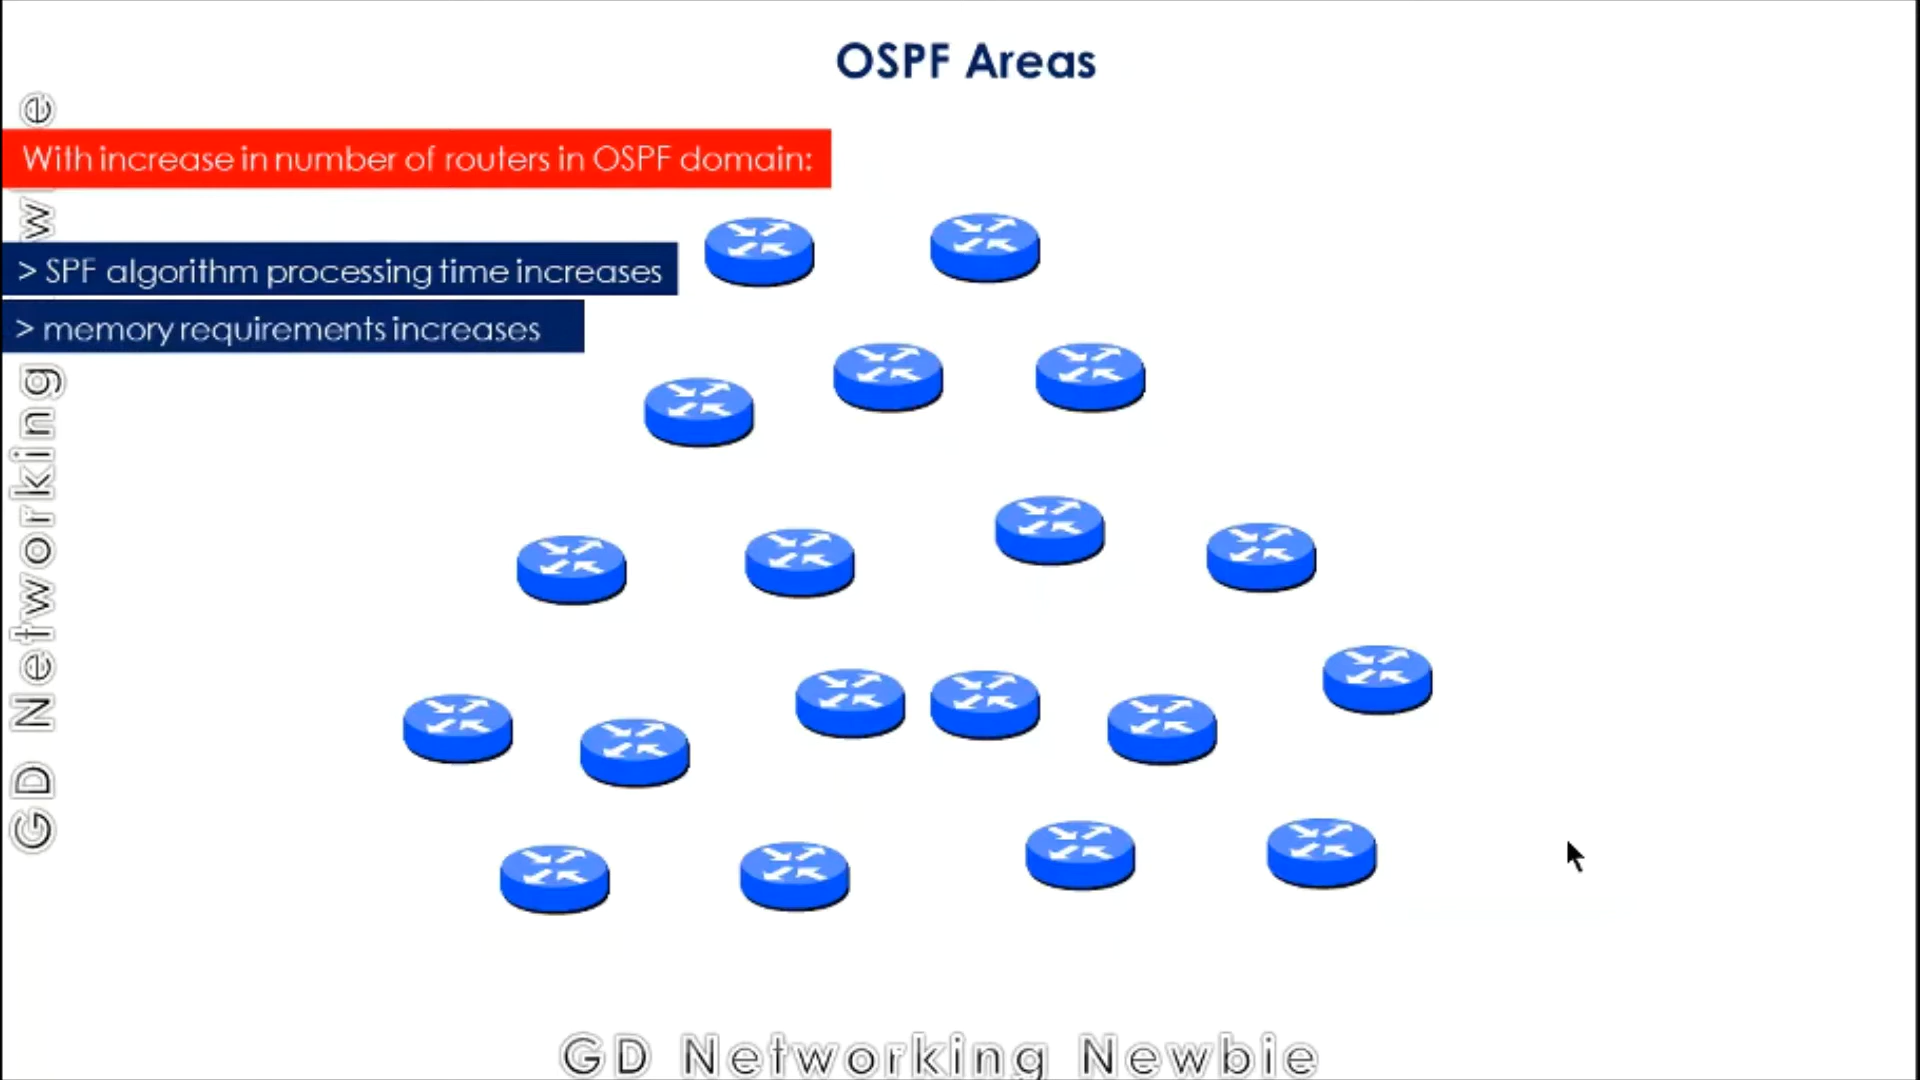 OSPF Areas
With increase in number of routers in OSPF domain:
> SPF algorithm processing time increases
> memory requirements increases
GD Networking w e
GD Networking Newbie